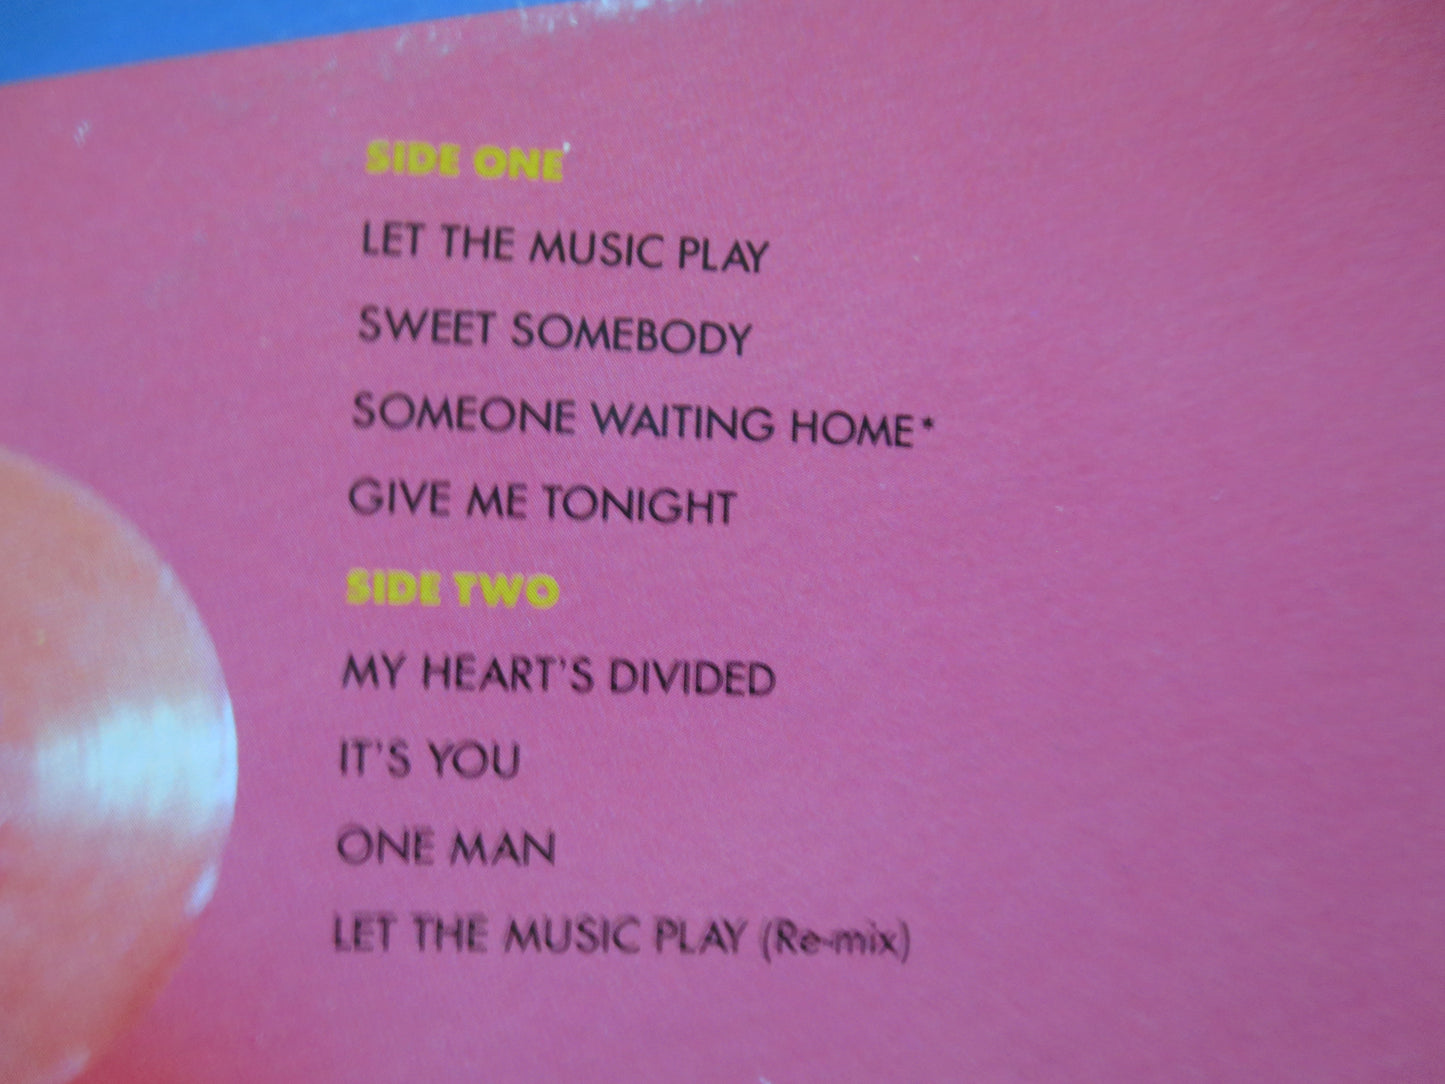 SIDE ONE
LET THE MUSIC PLAY
SWEET SOMEBODY
SOMEONE WAITING HOME*
GIVE ME TONIGHT
SIDE TWO
MY HEART'S DIVIDED
IT'S YOU
ONE MAN
LET THE MUSIC PLAY (Re-mix)